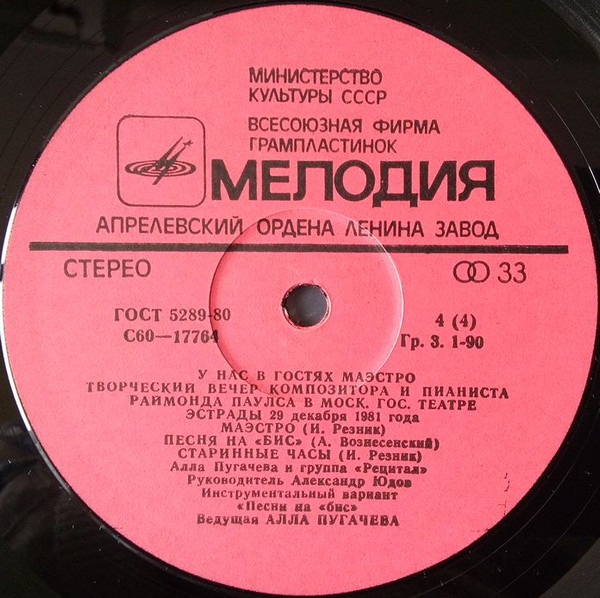 МИНИСТЕРСТВО
КУЛЬТУРЫ СССР
ВСЕСОЮЗНАЯ ФИРМА
ГРАМПЛАСТИНОК
МЕЛОДИЯ
АПРЕЛЕВСКИЙ ОРДЕНА ЛЕНИНА ЗАВОД
СТЕРЕО
33
ГОСТ 5289-80
С60—17764
4 (4)
Гр. 3. 1-90
У НАС В ГОСТЯХ МАЭСТРО
ТВОРЧЕСКИЙ ВЕЧЕР КОМПОЗИТОРА И ПИАНИСТА
РАЙМОНДА ПАУЛСА В МОСК. ГОС. ТЕАТРЕ
ЭСТРАДЫ 29 декабря 1981 года
МАЭСТРО (И. Резник)
ПЕСНЯ НА «БИС» (А. Вознесенский)
СТАРИННЫЕ ЧАСЫ (И. Резник)
Алла Пугачева и группа «Рецитал»
Руководитель Александр Юдов
Инструментальный вариант
«Песни на «бис»
Ведущая АЛЛА ПУГАЧЕВА